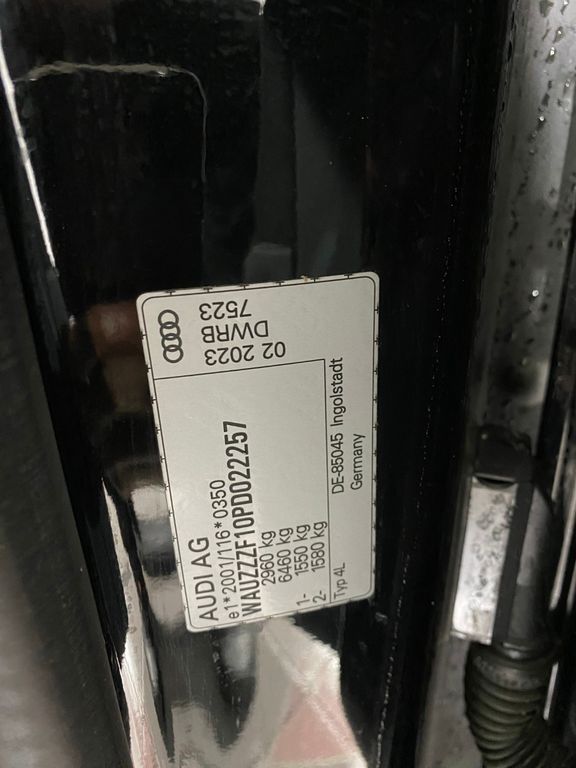 AUDI AG
e1*2001/116*0350
WAUZZZF10PD022257
2960 kg
6460 kg
1- 1550 kg
2- 1580 kg
Typ 4L
DE-85045 Ingolstadt
Germany
02 2023
DWRB
7523